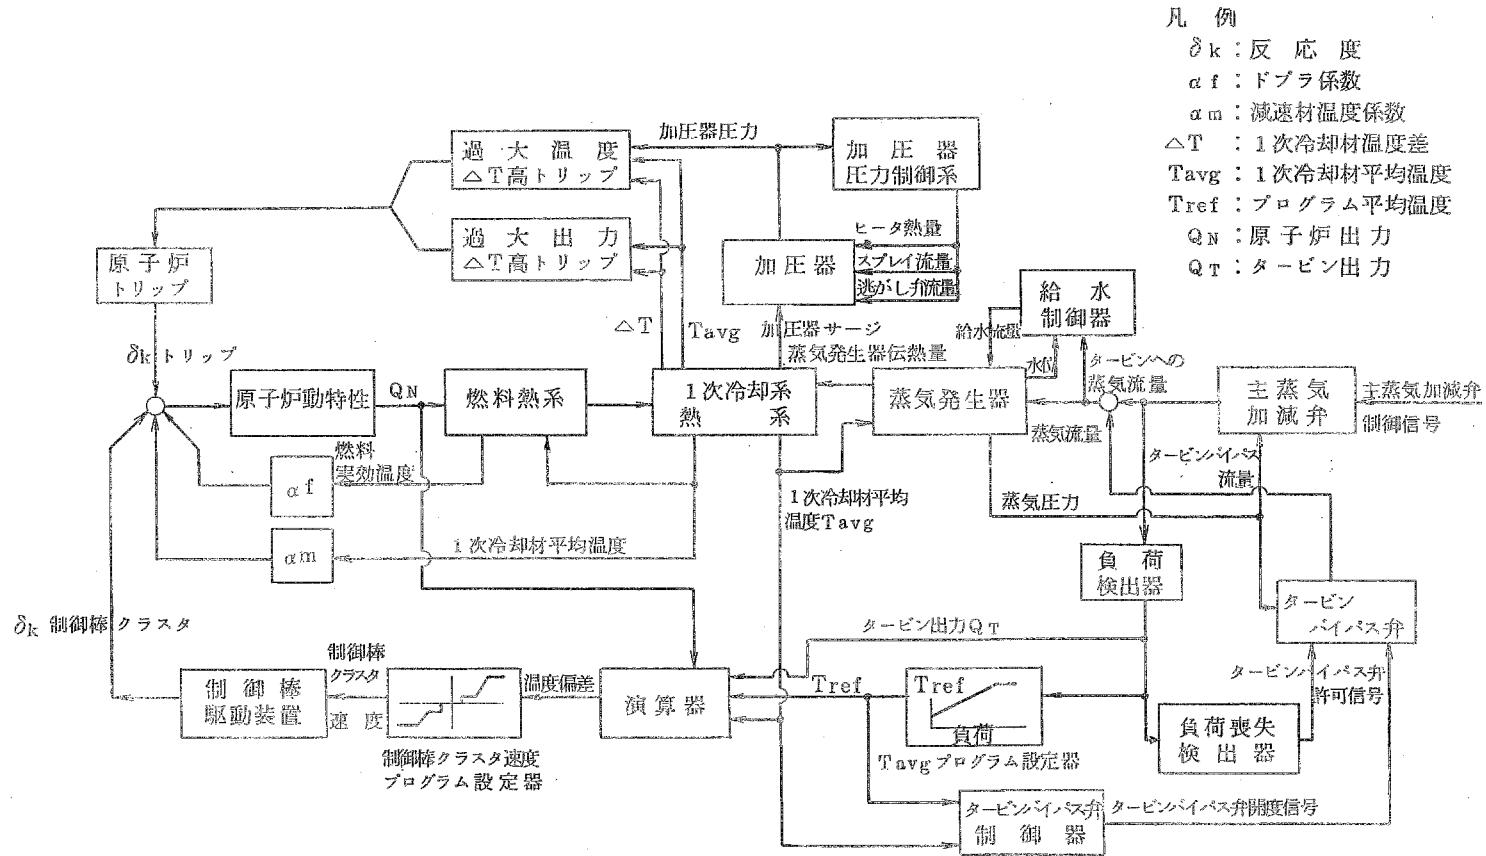 凡 例
δk：反 応 度
αf：ドプラ係数
αm：減速材温度係数
△T ：1次冷却材温度差
Tavg：1次冷却材平均温度
Tref：プログラム平均温度
QN：原子炉出力
QT：タービン出力
過大温度
△T高トリップ
加圧器圧力
加圧器
圧力制御系
過大出力
△T高トリップ
原子炉
トリップ
加圧器
ヒータ熱量
スプレイ流量
逃がし弁流量
給水
制御器
給水流量
水位
△T
Tavg
加圧器サージ
蒸気発生器伝熱量
タービンへの
蒸気流量
δkトリップ
原子炉動特性
QN
燃料熱系
1次冷却系
熱 系
蒸気発生器
蒸気流量
主蒸気
加減弁
主蒸気加減弁
制御信号
燃料
実効温度
αf
αm
1次冷却材平均温度
1次冷却材平均
温度Tavg
蒸気圧力
タービンバイパス
流量
負荷
検出器
タービン
バイパス弁
タービン出力QT
δk 制御棒クラスタ
制御棒
駆動装置
制御棒
クラスタ
速度
制御棒クラスタ速度
プログラム設定器
温度偏差
演算器
Tref
Tref
負荷
Tavgプログラム設定器
負荷喪失
検出器
タービンバイパス弁
許可信号
タービンバイパス弁
制御器
タービンバイパス弁開度信号